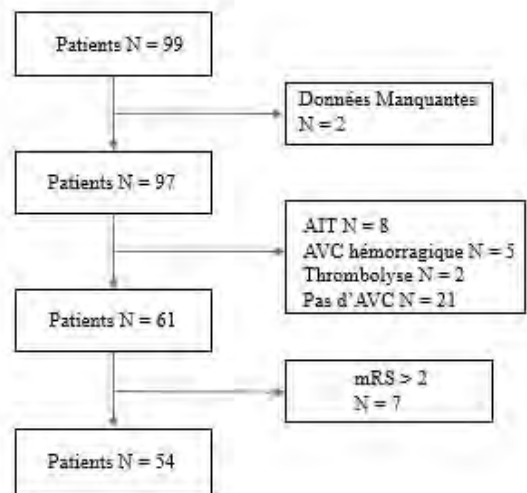 Patients N = 99
Données Manquantes
N = 2
Patients N = 97
AIT N = 8
AVC hémorragique N = 5
Thrombolyse N = 2
Pas d'AVC N = 21
Patients N = 61
mRS > 2
N = 7
Patients N = 54